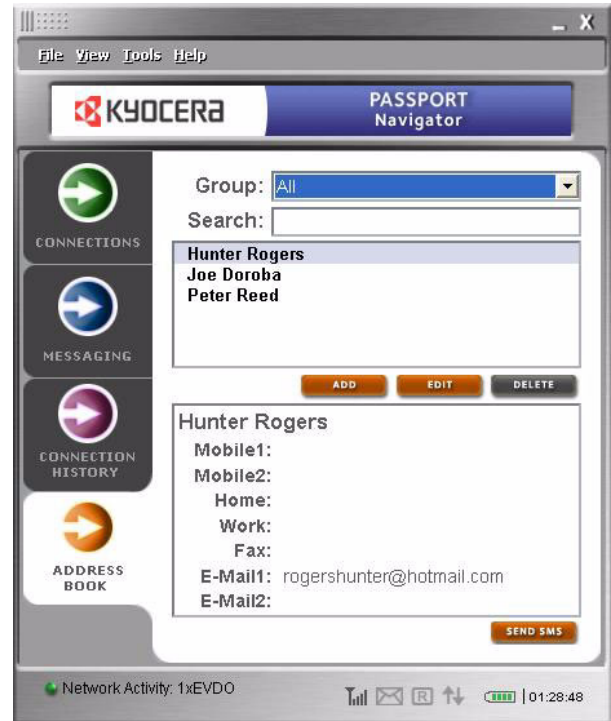 X
File View Tools Help
KYOCERA
PASSPORT
Navigator
CONNECTIONS
MESSAGING
CONNECTION
HISTORY
ADDRESS
BOOK
Group: All
Search:
Hunter Rogers
Joe Doroba
Peter Reed
ADD EDIT DELETE
Hunter Rogers
Mobile1:
Mobile2:
Home:
Work:
Fax:
E-Mail1: rogershunter@hotmail.com
E-Mail2:
SEND SMS
Network Activity: 1xEVDO
R
01:28:48